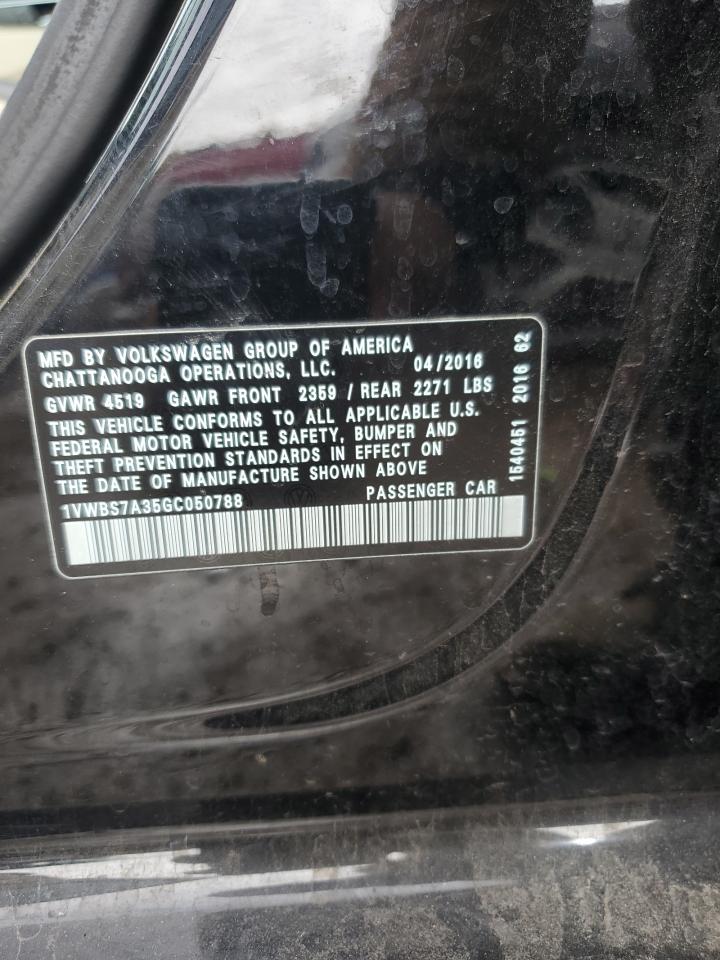 MFD BY VOLKSWAGEN GROUP OF AMERICA
CHATTANOOGA OPERATIONS, LLC. 04/2016
GVWR 4519 GAWR FRONT 2359 / REAR 2271 LBS
THIS VEHICLE CONFORMS TO ALL APPLICABLE U.S.
FEDERAL MOTOR VEHICLE SAFETY, BUMPER AND
THEFT PREVENTION STANDARDS IN EFFECT ON
THE DATE OF MANUFACTURE SHOWN ABOVE
1VWBS7A35GC050788 PASSENGER CAR
1540451 2016 62